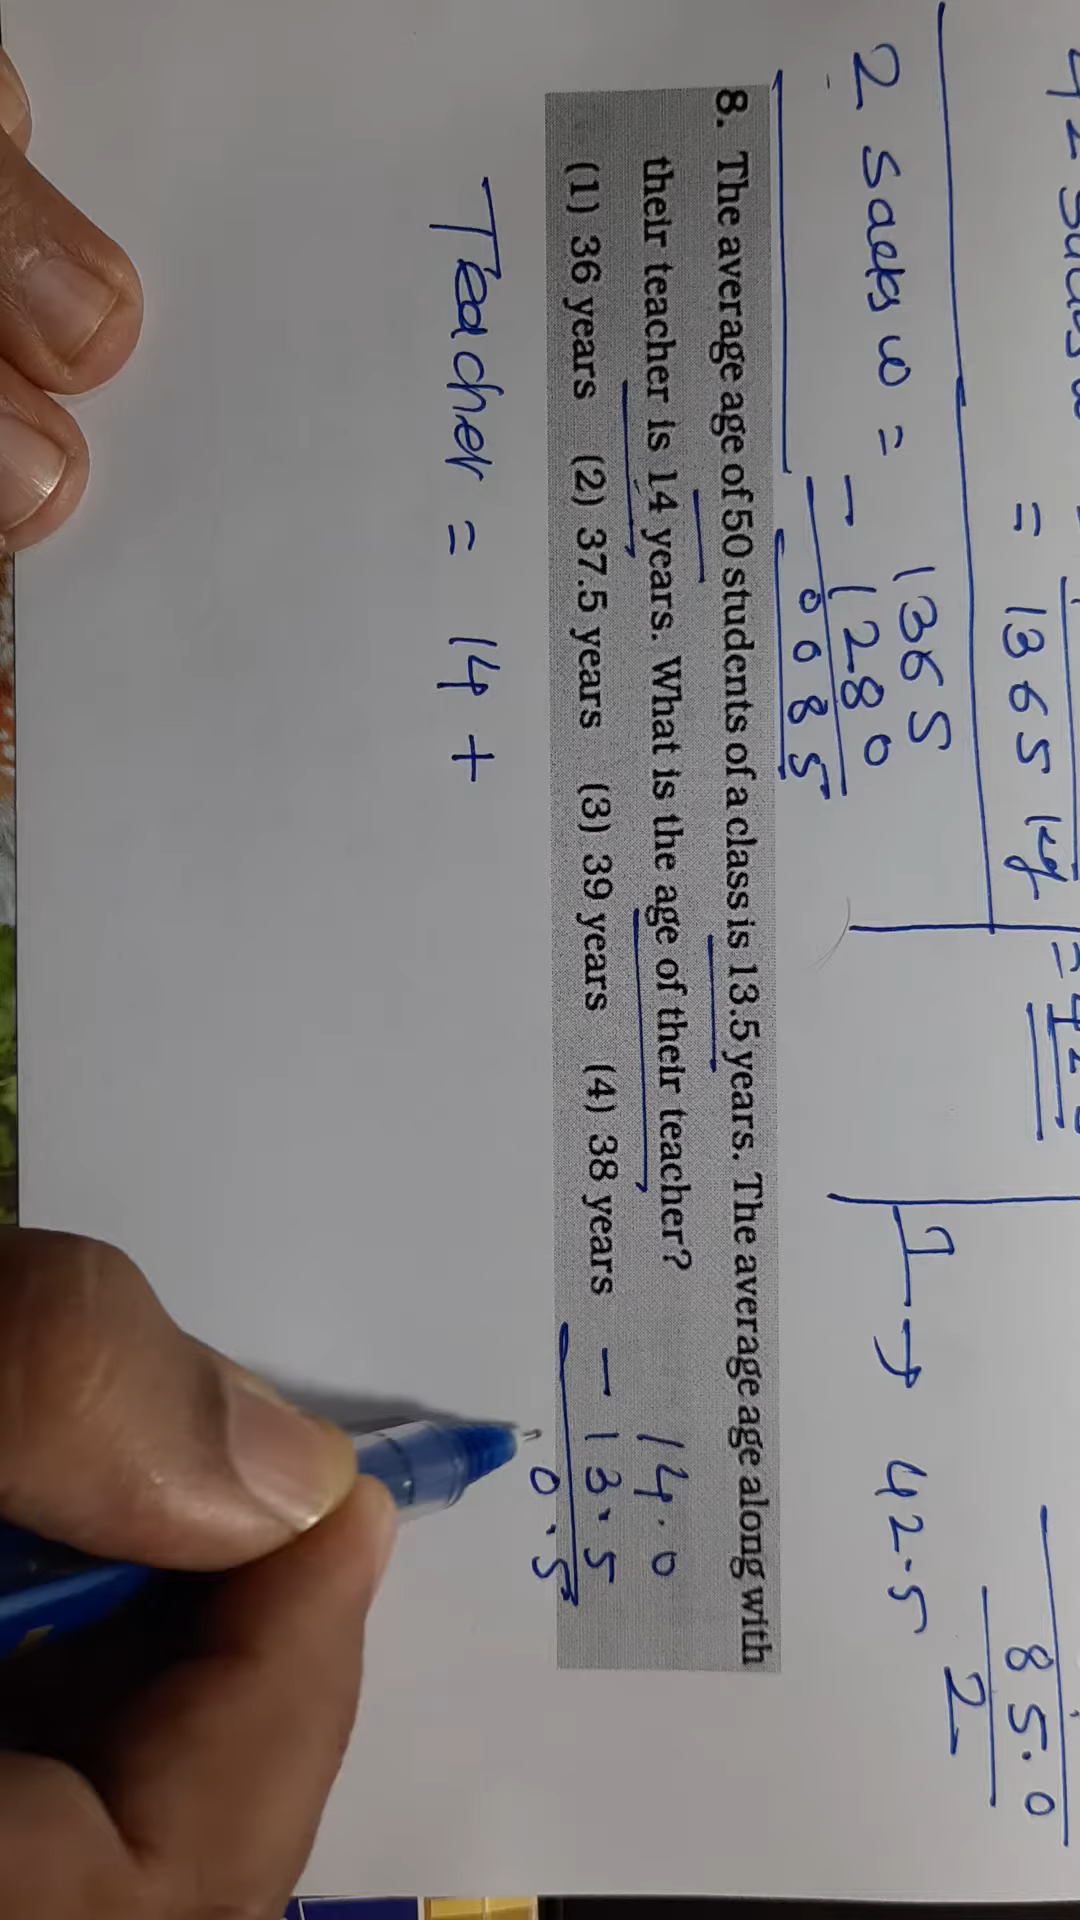 = 1365 kg
2 sacks w = 1365
- 1280
0085
85.0
2
1 → 42.5
8. The average age of 50 students of a class is 13.5 years. The average age along with
their teacher is 14 years. What is the age of their teacher?
(1) 36 years (2) 37.5 years (3) 39 years (4) 38 years
14.0
- 13.5
0.5
Teacher = 14 +